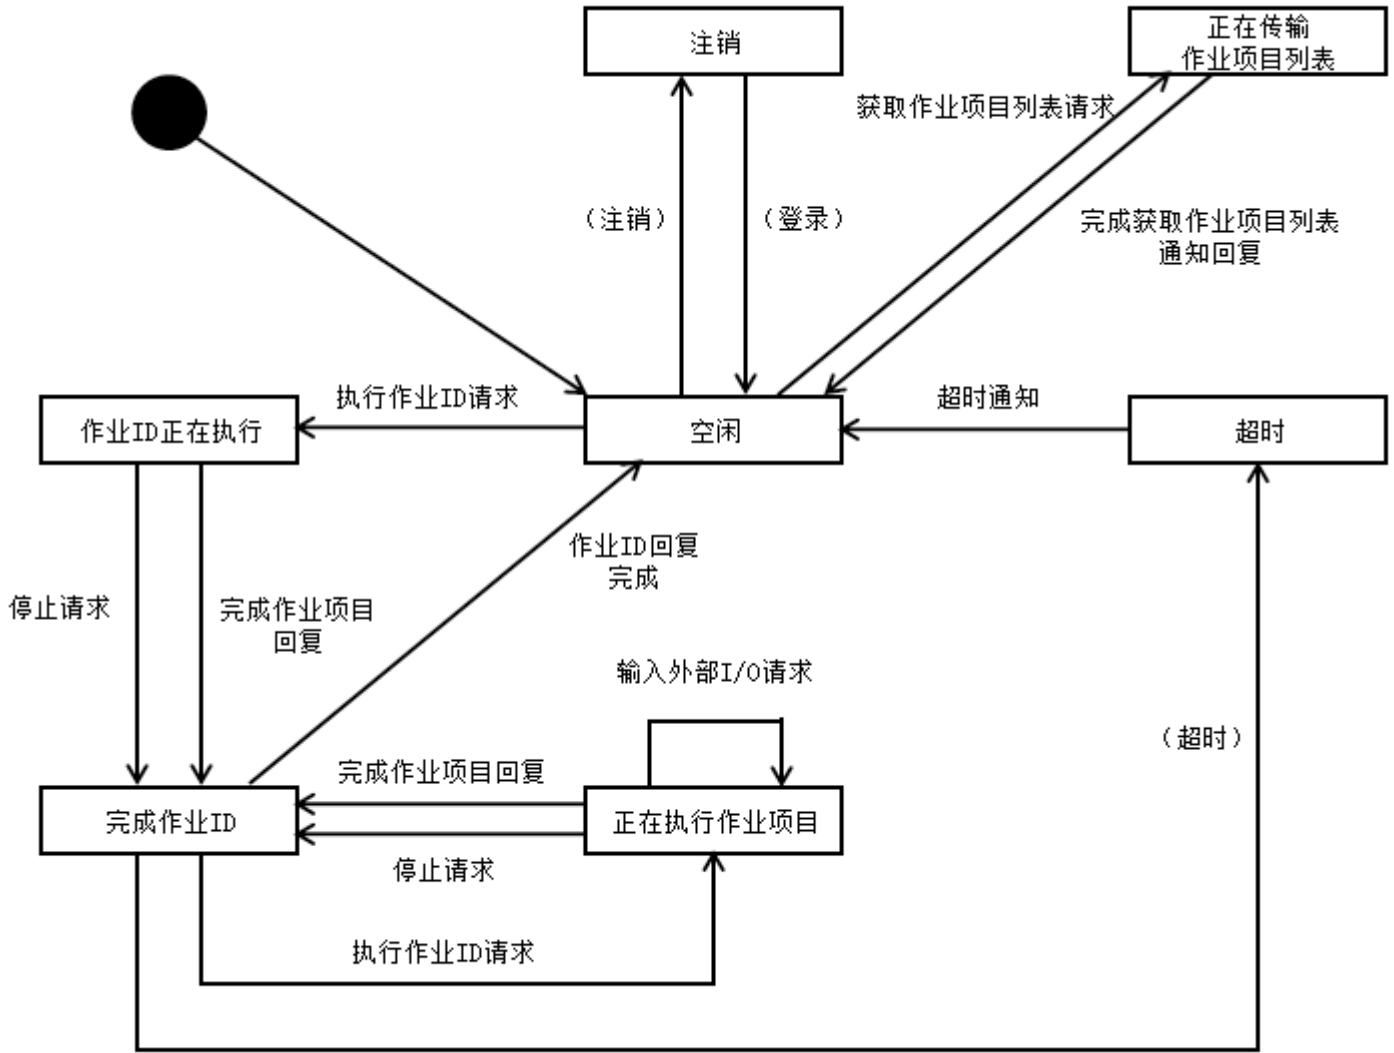 注销
正在传输
作业项目列表
获取作业项目列表请求
（注销）
（登录）
完成获取作业项目列表
通知回复
执行作业ID请求
超时通知
作业ID正在执行
空闲
超时
作业ID回复
完成
停止请求
完成作业项目
回复
输入外部I/O请求
（超时）
完成作业项目回复
完成作业ID
正在执行作业项目
停止请求
执行作业ID请求